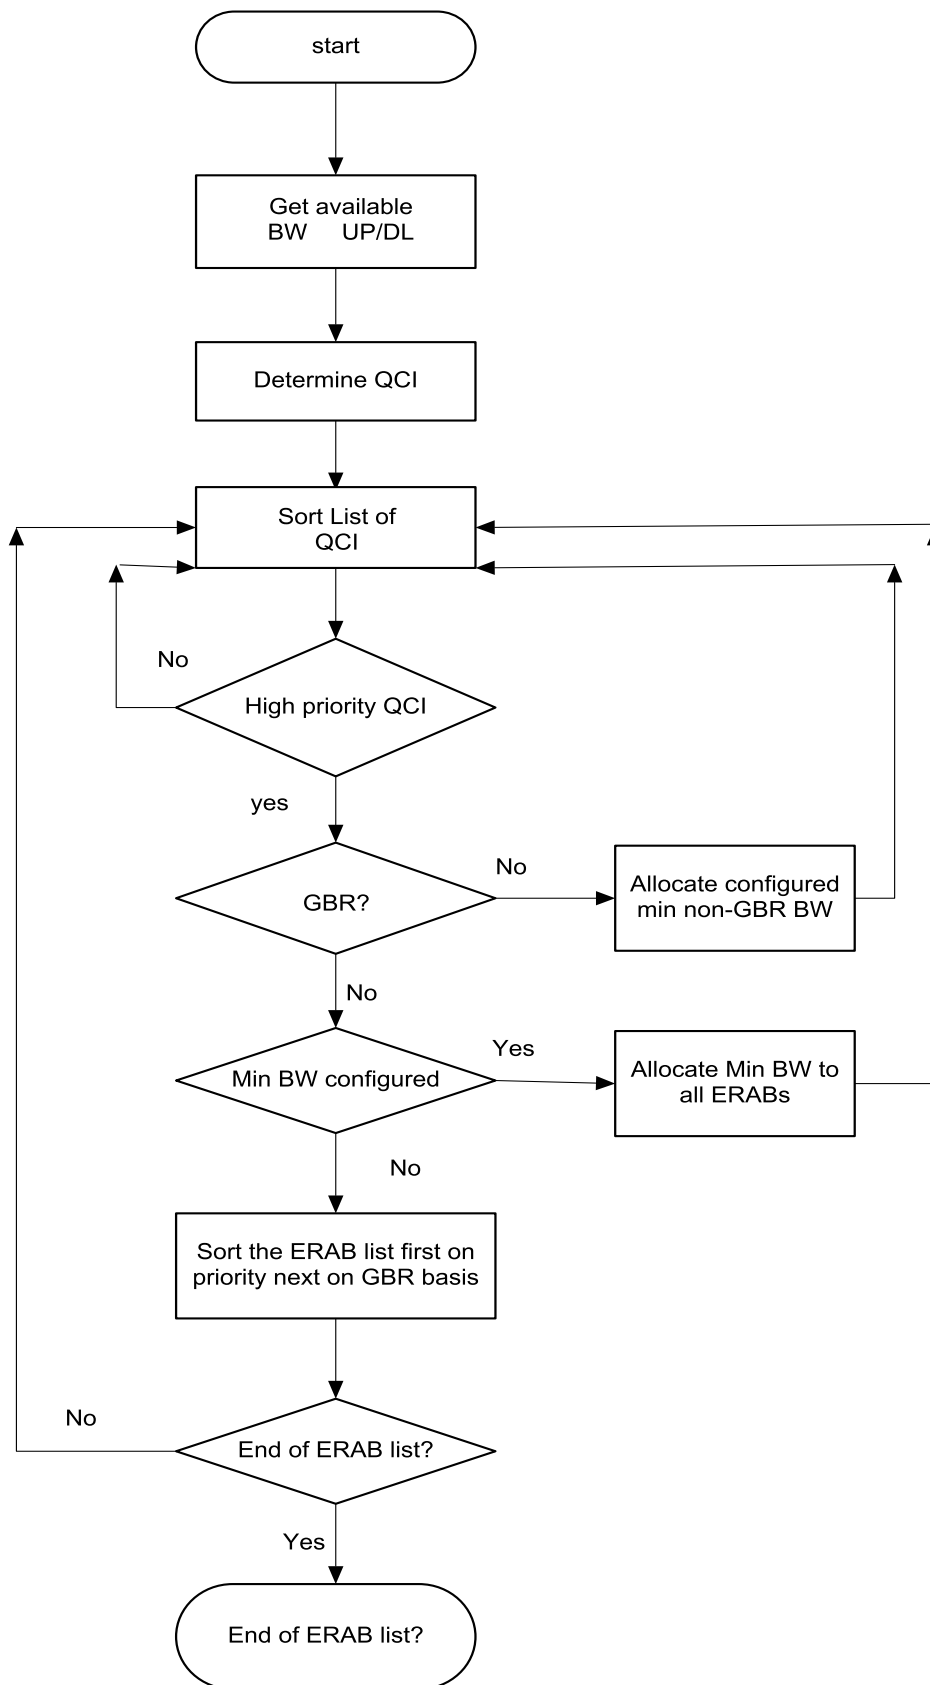 start
Get available
BW UP/DL
Determine QCI
Sort List of
QCI
No
High priority QCI
yes
GBR?
No
Allocate configured
min non-GBR BW
No
Min BW configured
Yes
Allocate Min BW to
all ERABs
No
Sort the ERAB list first on
priority next on GBR basis
No
End of ERAB list?
Yes
End of ERAB list?